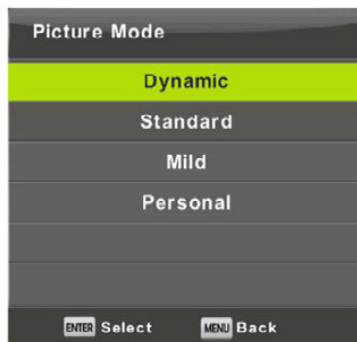 Picture Mode
Dynamic
Standard
Mild
Personal
ENTER Select MENU Back